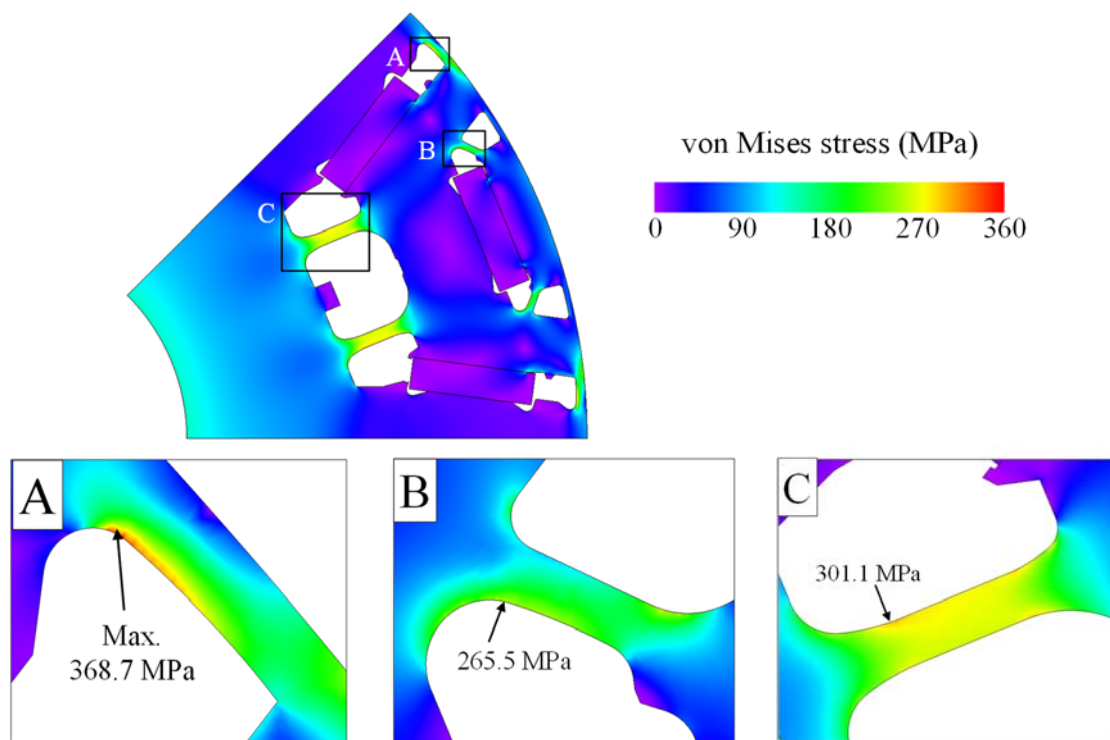 A
B
C
von Mises stress (MPa)
0 90 180 270 360
A
Max.
368.7 MPa
B
265.5 MPa
C
301.1 MPa